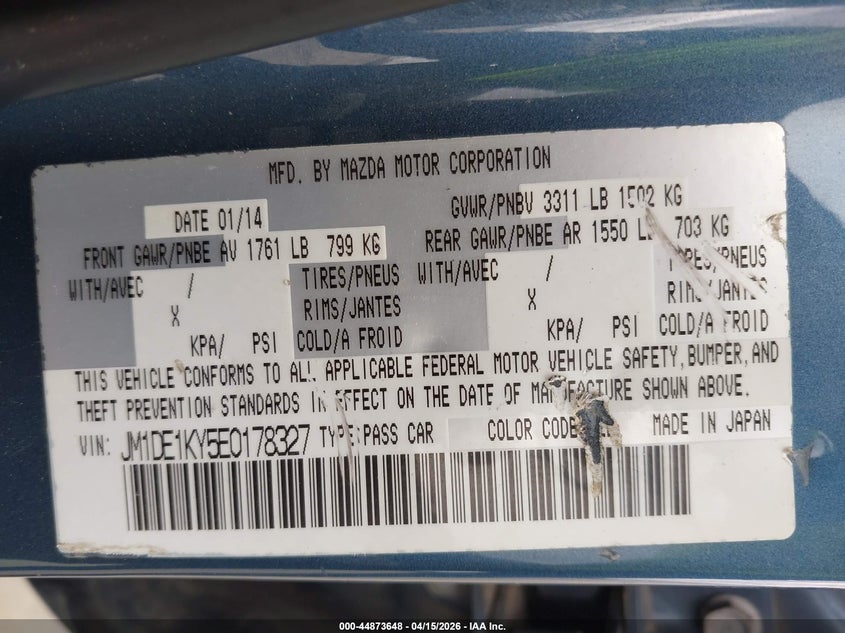 MFD. BY MAZDA MOTOR CORPORATION
DATE 01/14
GVWR/PNBV 3311 LB 1502 KG
FRONT GAWR/PNBE AV 1761 LB 799 KG
REAR GAWR/PNBE AR 1550 LB 703 KG
WITH/AVEC / TIRES/PNEUS
WITH/AVEC / TIRES/PNEUS
X RIMS/JANTES
X RIMS/JANTES
KPA/ PSI COLD/A FROID
KPA/ PSI COLD/A FROID
THIS VEHICLE CONFORMS TO ALL APPLICABLE FEDERAL MOTOR VEHICLE SAFETY, BUMPER, AND
THEFT PREVENTION STANDARDS IN EFFECT ON THE DATE OF MANUFACTURE SHOWN ABOVE.
VIN: JM1DE1KY5E0178327 TYPE:PASS CAR COLOR CODE MADE IN JAPAN
000-44873648 - 04/15/2026 - IAA Inc.